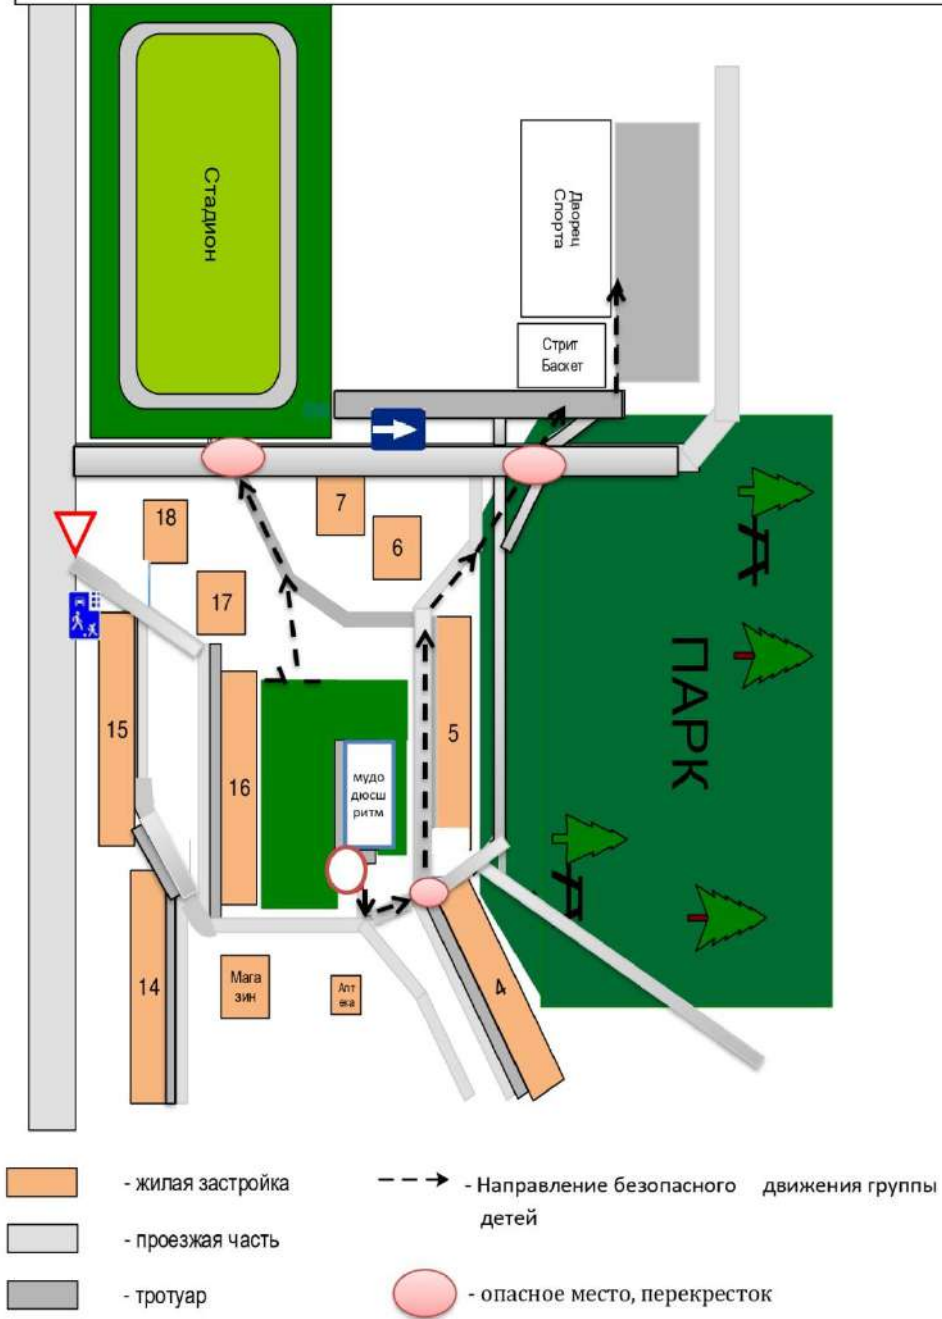 Стадион
Дворец
Спорта
Стрит
Баскет
18
7
6
17
ПАРК
15
16
5
мудо
дюсш
ритм
14
Мага
зин
Апт
ека
4
- жилая застройка
- Направление безопасного движения группы
детей
- проезжая часть
- тротуар
- опасное место, перекресток